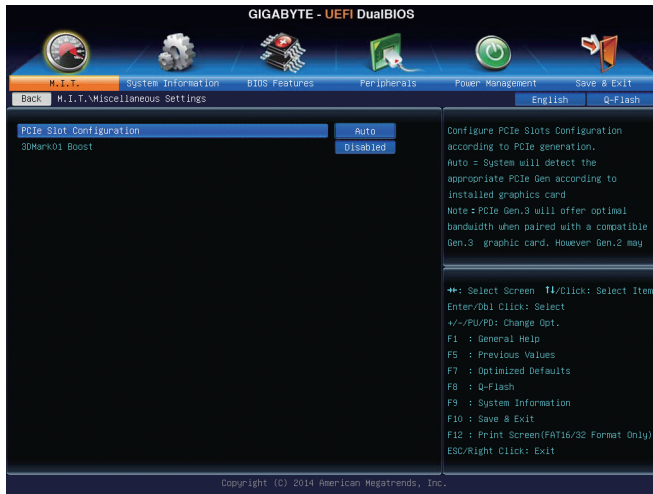 GIGABYTE - UEFI DualBIOS
M.I.T. System Information BIOS Features Peripherals Power Management Save & Exit
Back M.I.T.\Miscellaneous Settings English Q-Flash
PCIe Slot Configuration Auto
3DMark01 Boost Disabled
Configure PCIe Slots Configuration
according to PCIe generation.
Auto = System will detect the
appropriate PCIe Gen according to
installed graphics card
Note：PCIe Gen.3 will offer optimal
bandwidth when paired with a compatible
Gen.3 graphic card. However Gen.2 may
→←: Select Screen ↑↓/Click: Select Item
Enter/Dbl Click: Select
+/-/PU/PD: Change Opt.
F1 : General Help
F5 : Previous Values
F7 : Optimized Defaults
F8 : Q-Flash
F9 : System Information
F10 : Save & Exit
F12 : Print Screen(FAT16/32 Format Only)
ESC/Right Click: Exit
Copyright (C) 2014 American Megatrends, Inc.